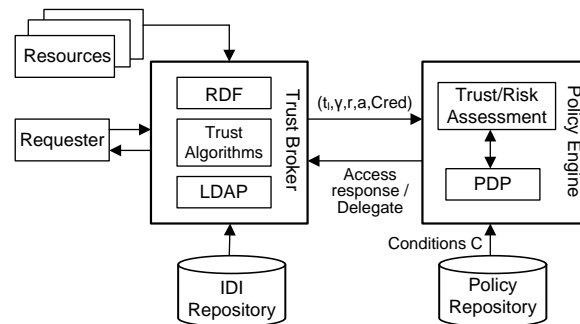 Resources
Requester
RDF
Trust
Algorithms
LDAP
Trust Broker
(tᵢ,γ,r,a,Cred)
Access
response /
Delegate
Trust/Risk
Assessment
PDP
Policy Engine
Conditions C
IDI
Repository
Policy
Repository